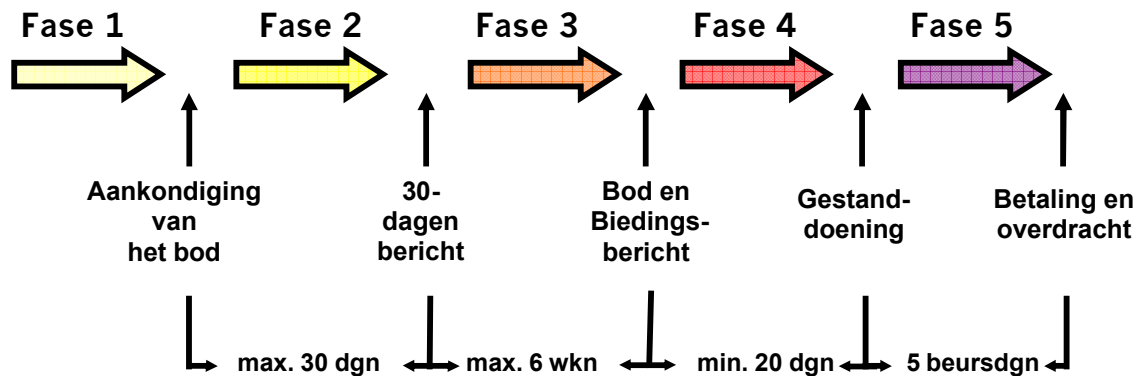 Fase 1
Fase 2
Fase 3
Fase 4
Fase 5
Aankondiging
van
het bod
30-
dagen
bericht
Bod en
Biedings-
bericht
Gestand-
doening
Betaling en
overdracht
max. 30 dgn
max. 6 wkn
min. 20 dgn
5 beursdgn